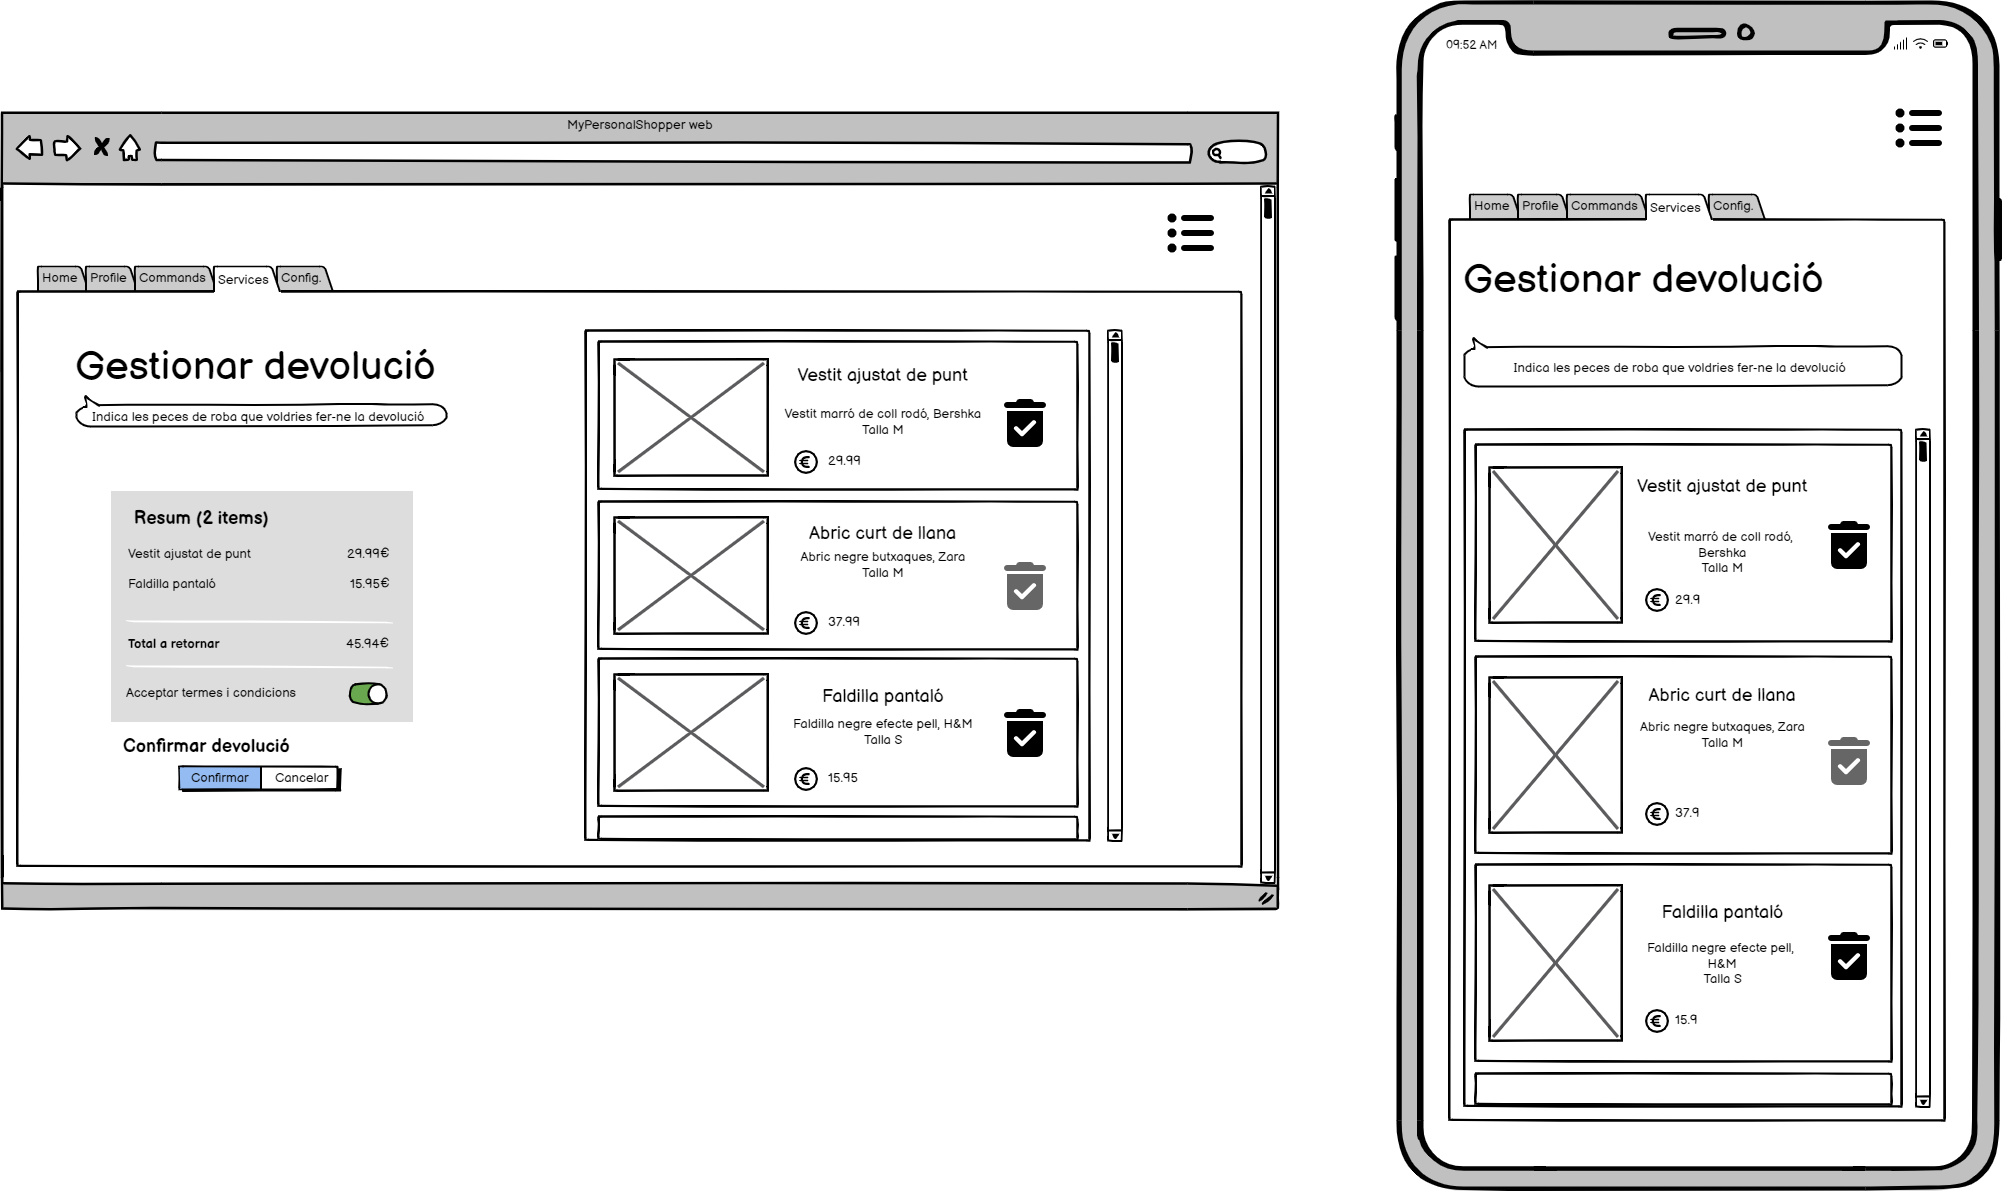 MyPersonalShopper web
Home Profile Commands Services Config.
Gestionar devolució
Indica les peces de roba que voldries fer-ne la devolució
Resum (2 items)
Vestit ajustat de punt 29.99€
Faldilla pantaló 15.95€
Total a retornar 45.94€
Acceptar termes i condicions
Confirmar devolució
Confirmar Cancelar
Vestit ajustat de punt
Vestit marró de coll rodó, Bershka
Talla M
€ 29.99
Abric curt de llana
Abric negre butxaques, Zara
Talla M
€ 37.99
Faldilla pantaló
Faldilla negre efecte pell, H&M
Talla S
€ 15.95
09:52 AM
Home Profile Commands Services Config.
Gestionar devolució
Indica les peces de roba que voldries fer-ne la devolució
Vestit ajustat de punt
Vestit marró de coll rodó,
Bershka
Talla M
€ 29.9
Abric curt de llana
Abric negre butxaques, Zara
Talla M
€ 37.9
Faldilla pantaló
Faldilla negre efecte pell,
H&M
Talla S
€ 15.9